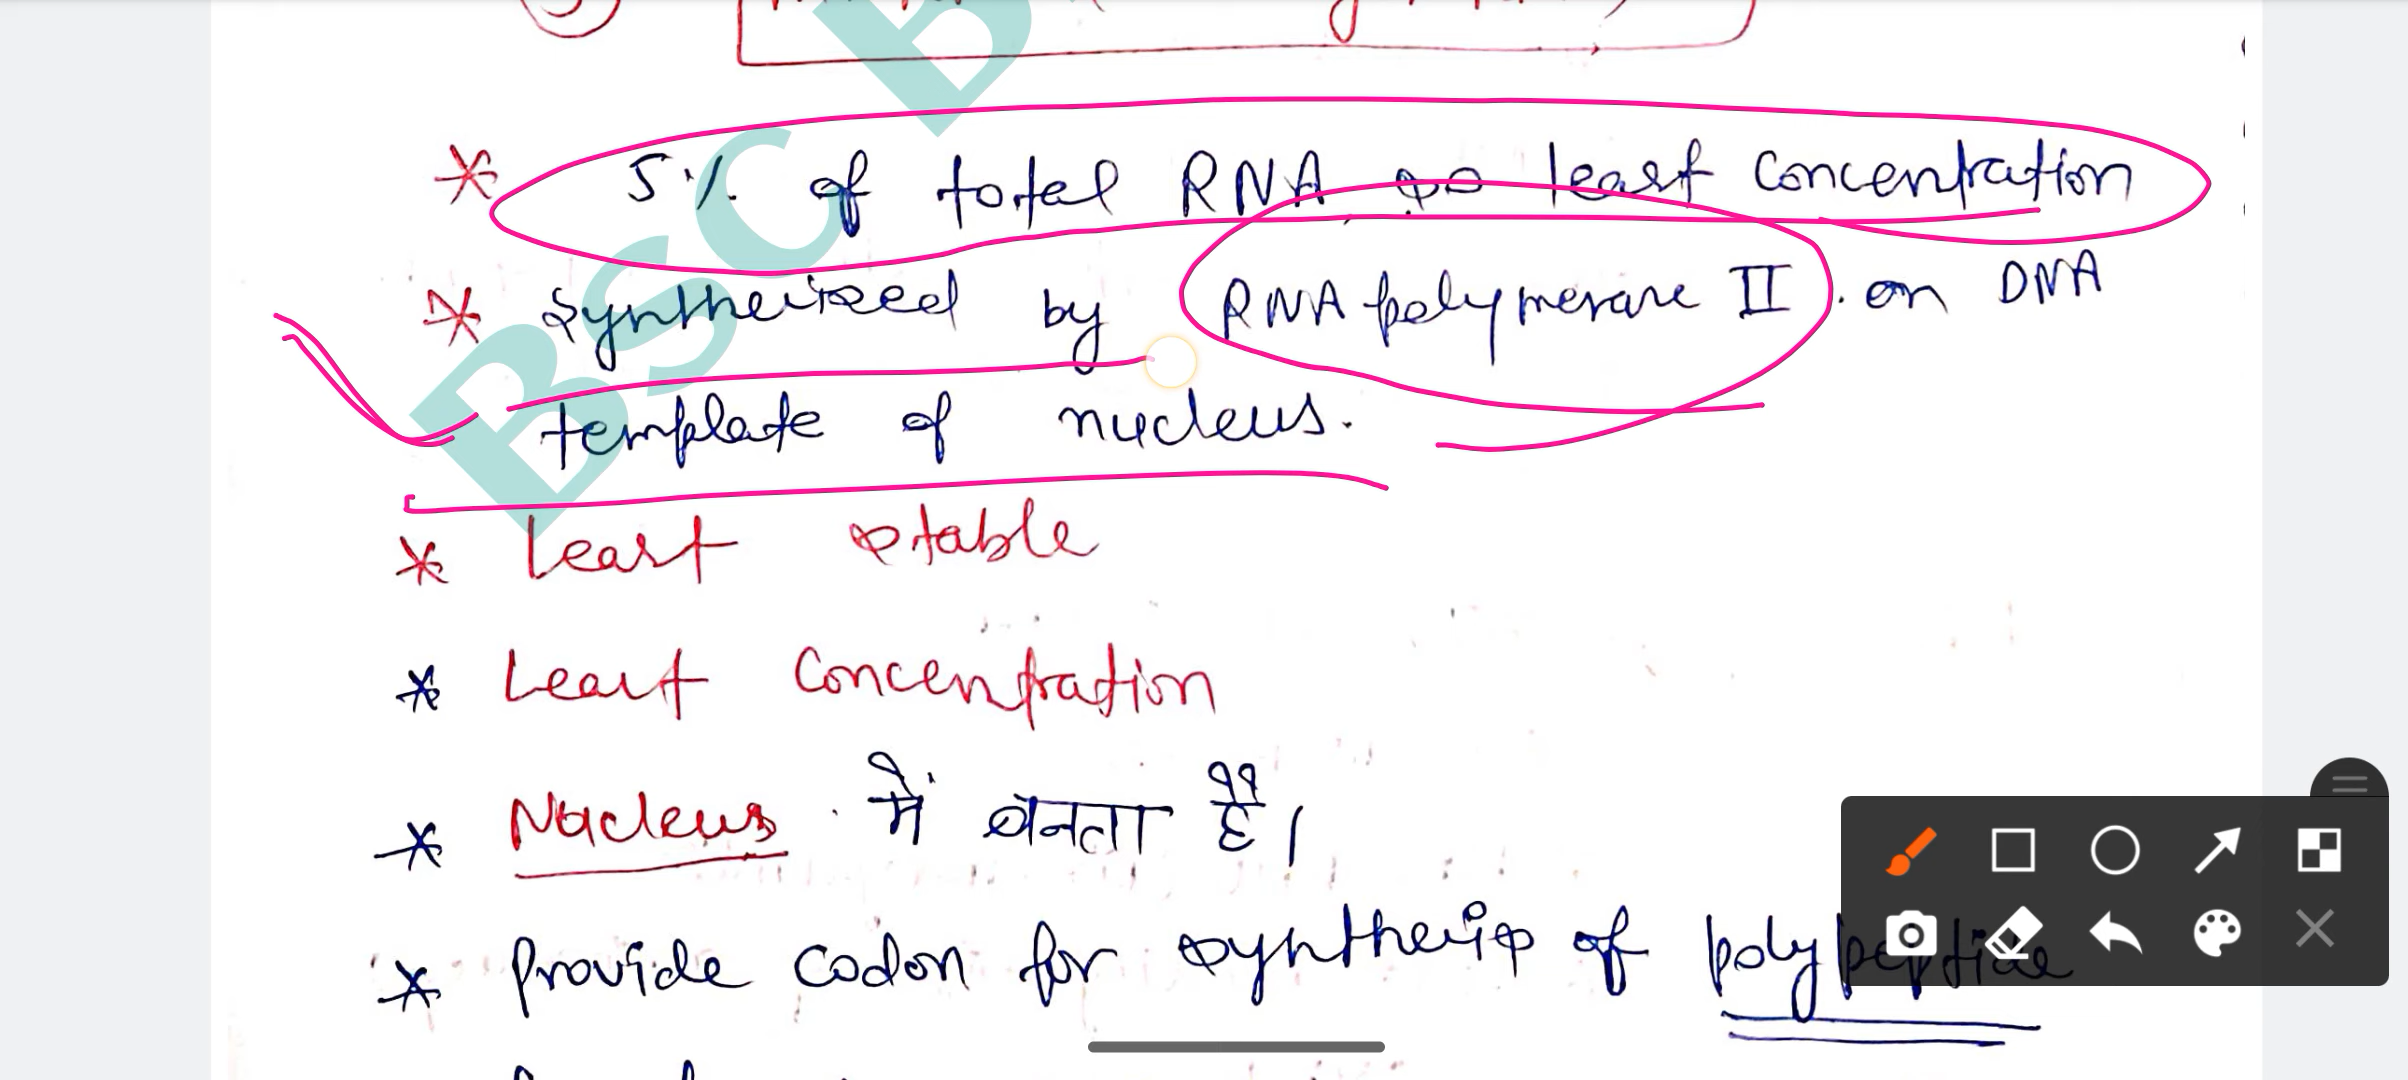 BSC B
* 5% of total RNA so least concentration
* Synthesized by RNA polymerase II. on DNA
template of nucleus.
* Least stable
* Least Concentration
* Nucleus में बनता है।
* Provide codon for synthesis of polypeptide